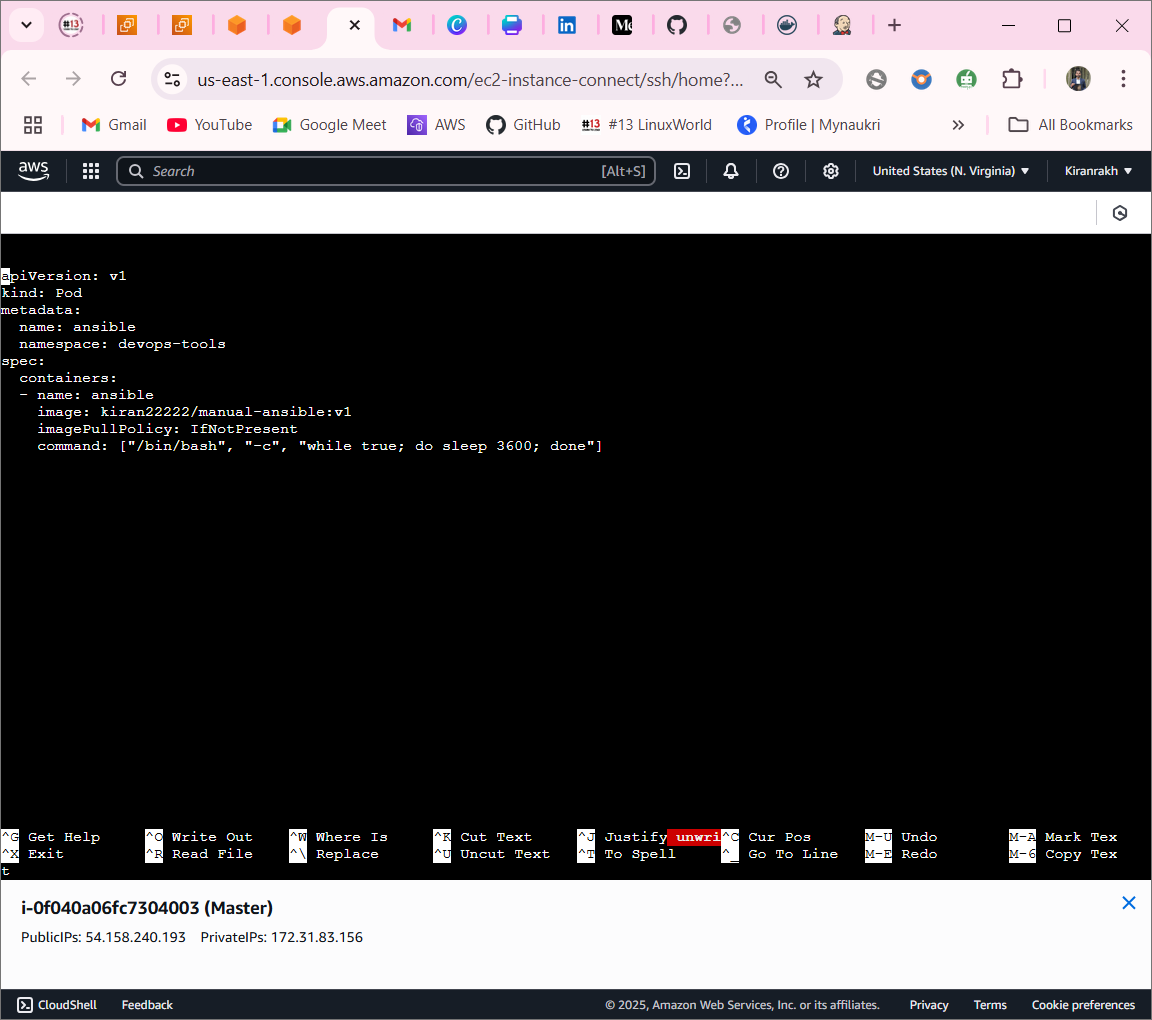 #13
M
us-east-1.console.aws.amazon.com/ec2-instance-connect/ssh/home?...
Gmail YouTube Google Meet AWS GitHub #13 #13 LinuxWorld Profile | Mynaukri » All Bookmarks
aws Search [Alt+S] United States (N. Virginia) ▼ Kiranrakh ▼
apiVersion: v1
kind: Pod
metadata:
  name: ansible
  namespace: devops-tools
spec:
  containers:
  - name: ansible
    image: kiran22222/manual-ansible:v1
    imagePullPolicy: IfNotPresent
    command: ["/bin/bash", "-c", "while true; do sleep 3600; done"]
^G Get Help ^O Write Out ^W Where Is ^K Cut Text ^J Justify unwri ^C Cur Pos M-U Undo M-A Mark Tex
^X Exit ^R Read File ^\ Replace ^U Uncut Text ^T To Spell ^_ Go To Line M-E Redo M-6 Copy Tex
t
i-0f040a06fc7304003 (Master)
PublicIPs: 54.158.240.193 PrivateIPs: 172.31.83.156
CloudShell Feedback © 2025, Amazon Web Services, Inc. or its affiliates. Privacy Terms Cookie preferences